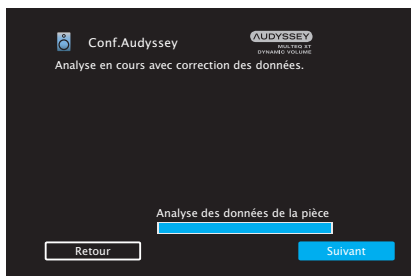 Conf.Audyssey
AUDYSSEY
MULTEQ XT
DYNAMIC VOLUME
Analyse en cours avec correction des données.
Analyse des données de la pièce
Retour
Suivant